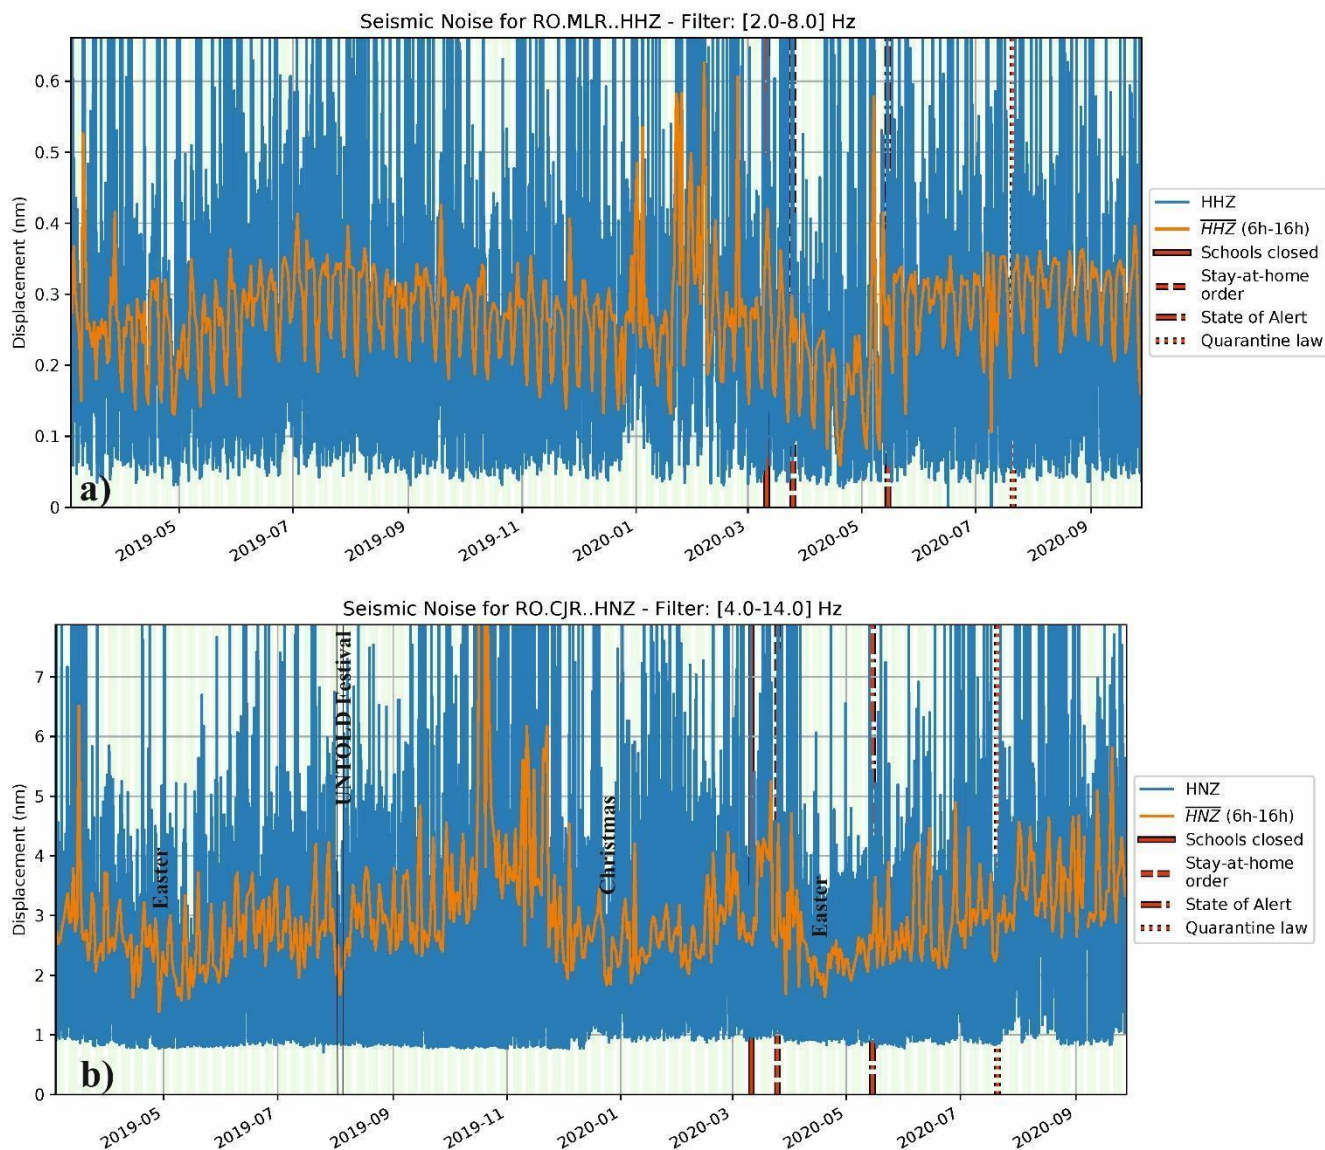 Seismic Noise for RO.MLR..HHZ - Filter: [2.0-8.0] Hz
Displacement (nm)
0.6
0.5
0.4
0.3
0.2
0.1
0
a)
2019-05
2019-07
2019-09
2019-11
2020-01
2020-03
2020-05
2020-07
2020-09
HHZ
HHZ (6h-16h)
Schools closed
Stay-at-home
order
State of Alert
Quarantine law
Seismic Noise for RO.CJR..HNZ - Filter: [4.0-14.0] Hz
Displacement (nm)
7
6
5
4
3
2
1
0
Easter
UNTOLD Festival
Christmas
Easter
b)
2019-05
2019-07
2019-09
2019-11
2020-01
2020-03
2020-05
2020-07
2020-09
HNZ
HNZ (6h-16h)
Schools closed
Stay-at-home
order
State of Alert
Quarantine law